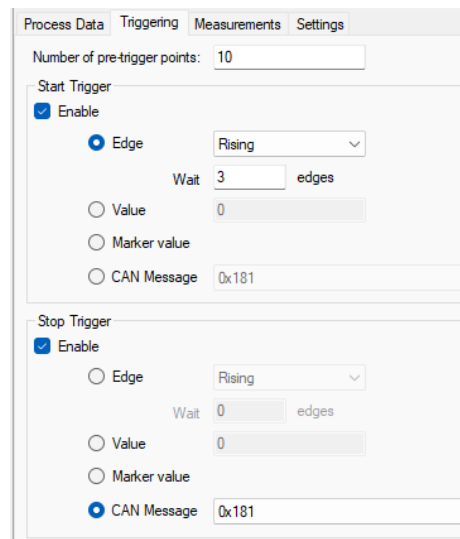 Process Data Triggering Measurements Settings
Number of pre-trigger points: 10
Start Trigger
Enable
Edge Rising
Wait 3 edges
Value 0
Marker value
CAN Message 0x181
Stop Trigger
Enable
Edge Rising
Wait 0 edges
Value 0
Marker value
CAN Message 0x181